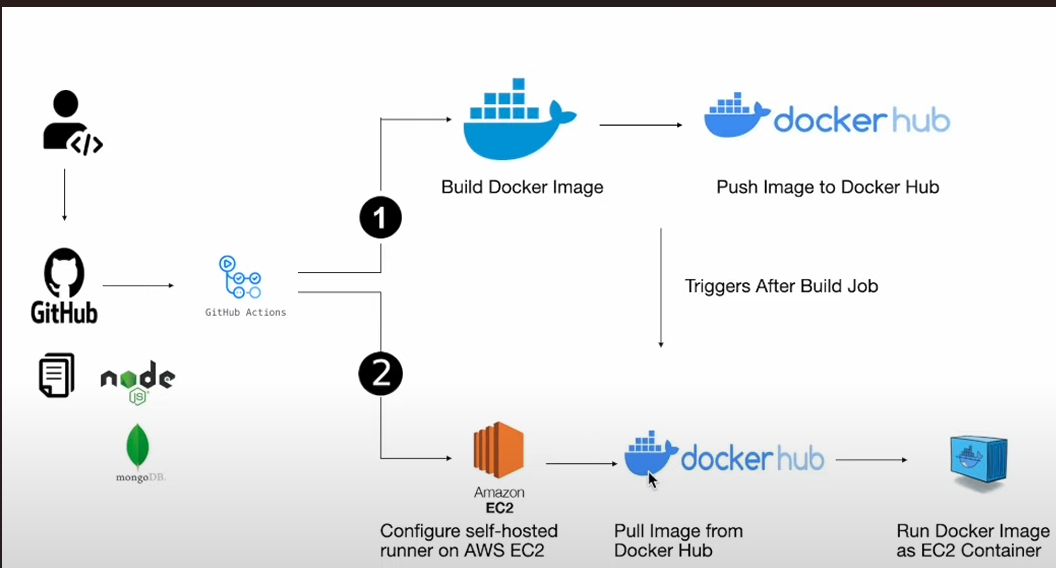 docker hub
Build Docker Image
Push Image to Docker Hub
1
GitHub
GitHub Actions
Triggers After Build Job
node
JS
2
mongoDB
Amazon
EC2
docker hub
Configure self-hosted
runner on AWS EC2
Pull Image from
Docker Hub
Run Docker Image
as EC2 Container